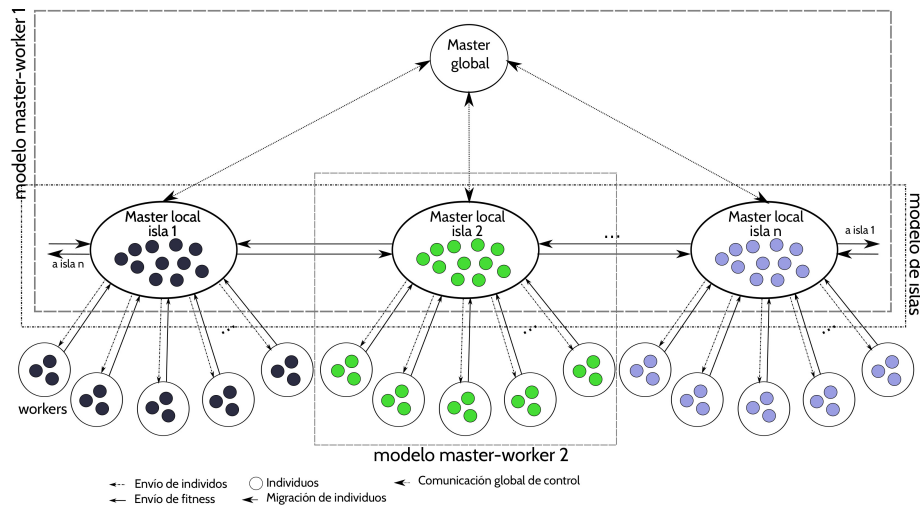 modelo master-worker 1
Master
global
Master local
isla 1
Master local
isla 2
...
Master local
isla n
a isla n
a isla 1
modelo de islas
...
...
...
workers
modelo master-worker 2
Envío de individos
Individuos
Comunicación global de control
Envío de fitness
Migración de individuos